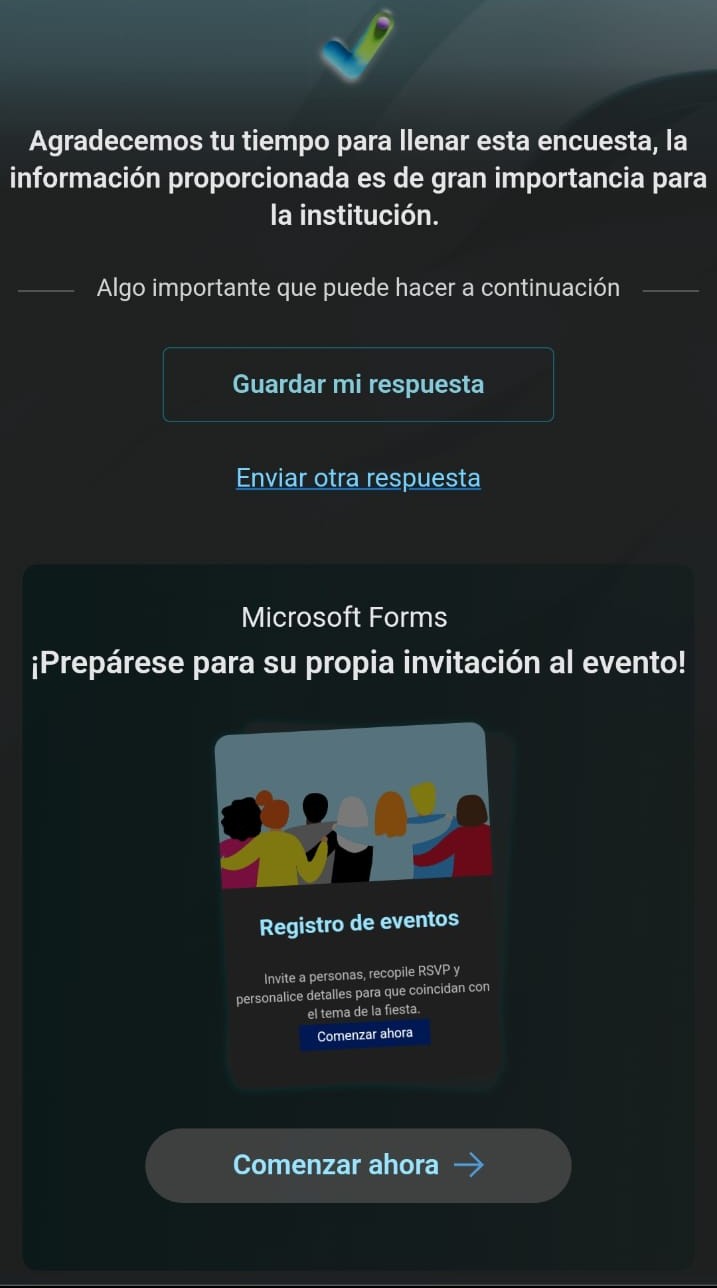 Agradecemos tu tiempo para llenar esta encuesta, la
información proporcionada es de gran importancia para
la institución.
Algo importante que puede hacer a continuación
Guardar mi respuesta
Enviar otra respuesta
Microsoft Forms
¡Prepárese para su propia invitación al evento!
Registro de eventos
Invite a personas, recopile RSVP y
personalice detalles para que coincidan con
el tema de la fiesta.
Comenzar ahora
Comenzar ahora